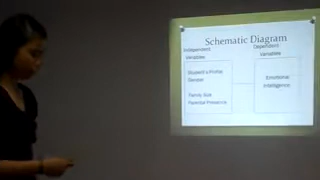 Schematic Diagram
Independent
Variables
Dependent
Variables
Student's Profile
Gender
Family Size
Parental Presence
Emotional
Intelligence